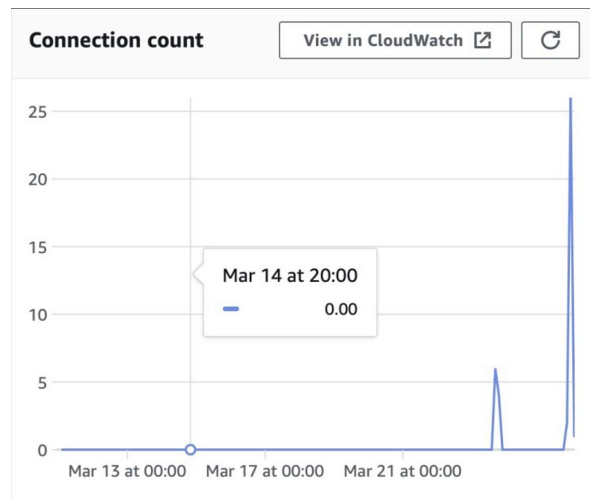 Connection count
View in CloudWatch
25
20
15
10
5
0
Mar 14 at 20:00
0.00
Mar 13 at 00:00 Mar 17 at 00:00 Mar 21 at 00:00